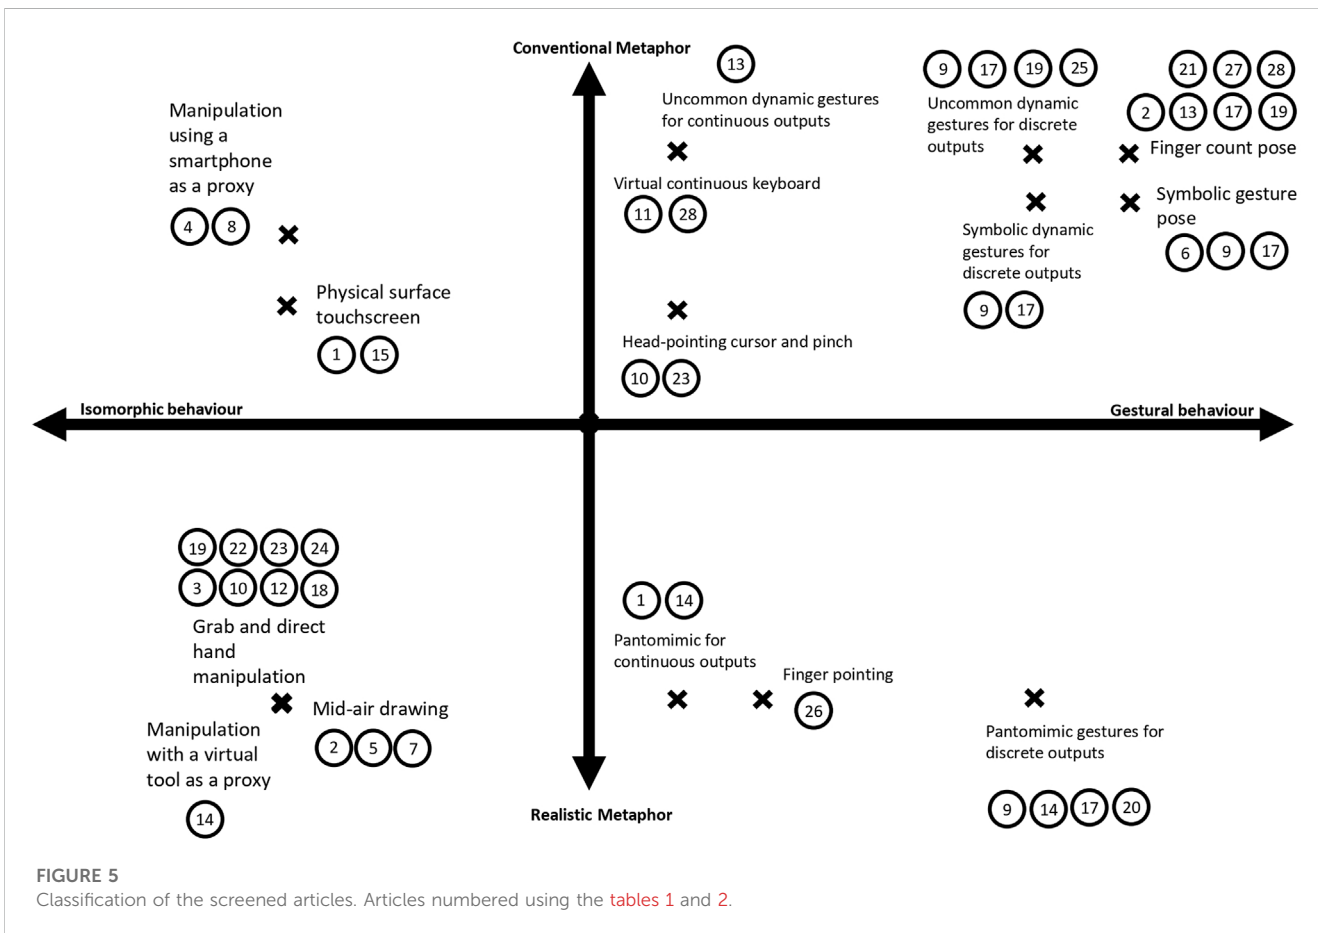 Conventional Metaphor
13
Uncommon dynamic gestures
for continuous outputs
Virtual continuous keyboard
11 28
Head-pointing cursor and pinch
10 23
9 17 19 25
Uncommon dynamic
gestures for discrete
outputs
21 27 28
2 13 17 19
Finger count pose
Symbolic gesture
pose
6 9 17
Symbolic dynamic
gestures for
discrete outputs
9 17
Manipulation
using a
smartphone
as a proxy
4 8
Physical surface
touchscreen
1 15
Isomorphic behaviour
Gestural behaviour
19 22 23 24
3 10 12 18
Grab and direct
hand
manipulation
Mid-air drawing
2 5 7
Manipulation
with a virtual
tool as a proxy
14
1 14
Pantomimic for
continuous outputs
Finger pointing
26
Pantomimic gestures for
discrete outputs
9 14 17 20
Realistic Metaphor
FIGURE 5
Classification of the screened articles. Articles numbered using the tables 1 and 2.